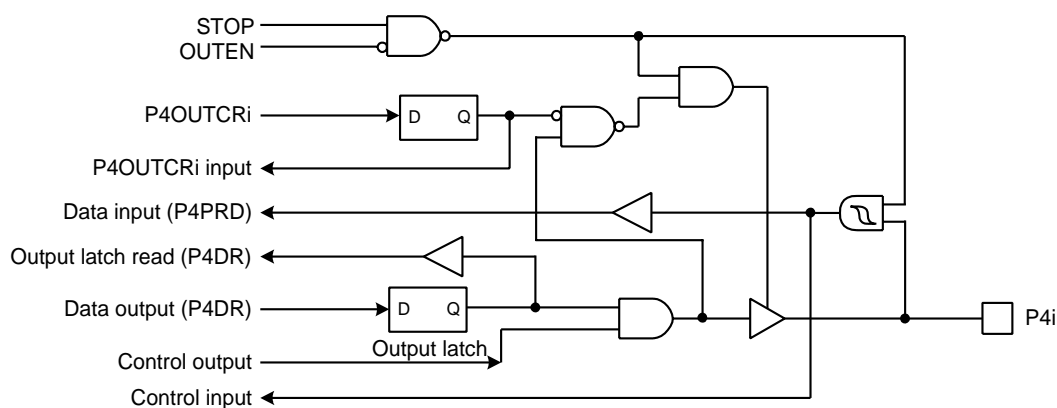 STOP
OUTEN
P4OUTCRi
D Q
P4OUTCRi input
Data input (P4PRD)
Output latch read (P4DR)
Data output (P4DR)
D Q
P4i
Output latch
Control output
Control input